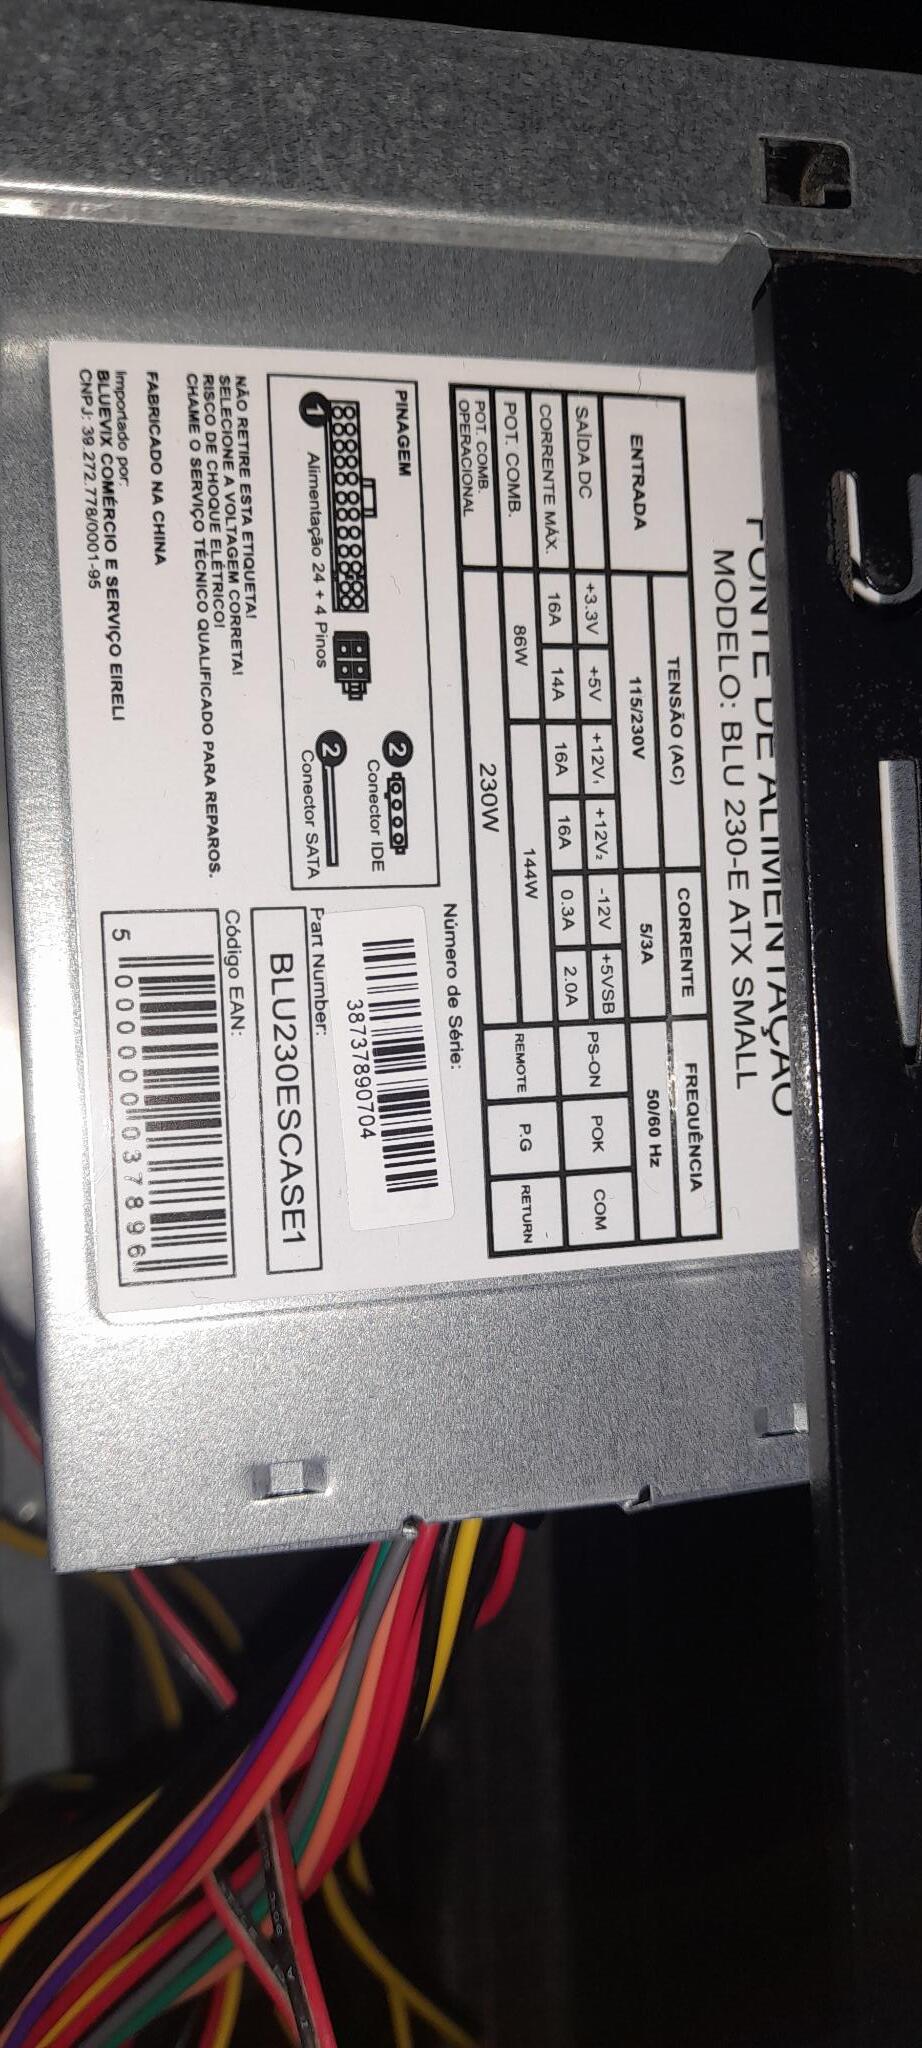 FONTE DE ALIMENTAÇÃO
MODELO: BLU 230-E ATX SMALL
ENTRADA TENSÃO (AC) CORRENTE FREQUÊNCIA
115/230V 5/3A 50/60 Hz
SAÍDA DC +3.3V +5V +12V₁ +12V₂ -12V +5VSB PS-ON POK COM
CORRENTE MÁX. 16A 14A 16A 16A 0.3A 2.0A REMOTE P.G RETURN
POT. COMB. 86W 144W
POT. COMB. OPERACIONAL 230W
PINAGEM
1 Alimentação 24 + 4 Pinos
2 Conector IDE
2 Conector SATA
NÃO RETIRE ESTA ETIQUETA!
SELECIONE A VOLTAGEM CORRETA!
RISCO DE CHOQUE ELÉTRICO!
CHAME O SERVIÇO TÉCNICO QUALIFICADO PARA REPAROS.
FABRICADO NA CHINA
Importado por:
BLUEVIX COMÉRCIO E SERVIÇO EIRELI
CNPJ: 39.272.778/0001-95
Número de Série:
38737890704
Part Number:
BLU230ESCASE1
Código EAN:
5 000000 037896